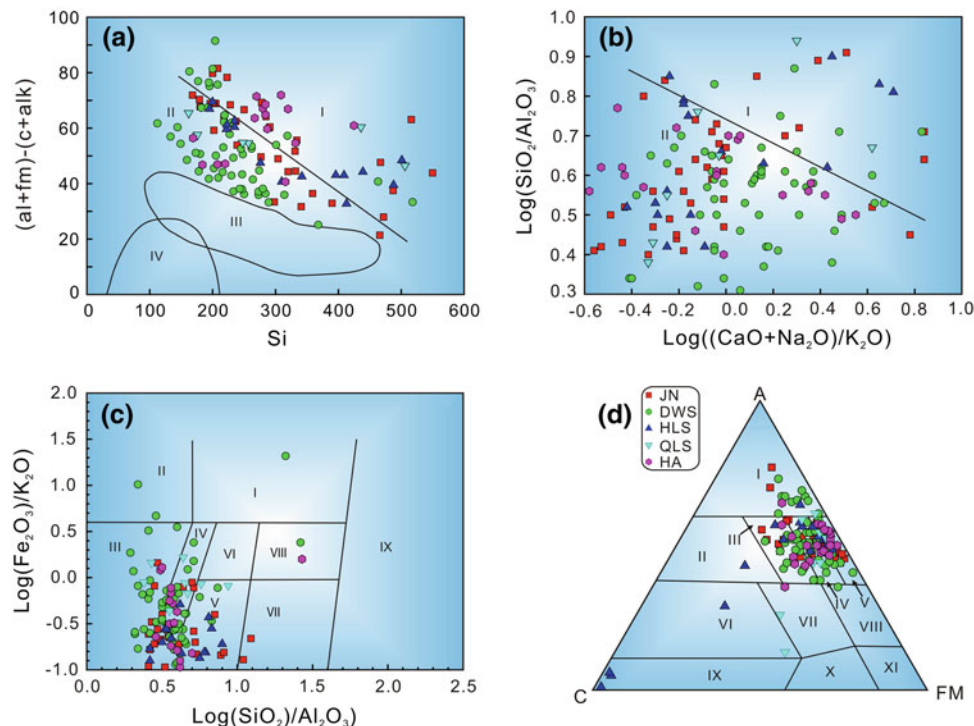 (a)
100
80
60
40
20
0
(al+fm)-(c+alk)
I
II
III
IV
0
100
200
300
400
500
600
Si
(b)
1.0
0.9
0.8
0.7
0.6
0.5
0.4
0.3
Log(SiO₂/Al₂O₃)
I
II
-0.6
-0.4
-0.2
0.0
0.2
0.4
0.6
0.8
1.0
Log((CaO+Na₂O)/K₂O)
(c)
2.0
1.5
1.0
0.5
0.0
-0.5
-1.0
Log(Fe₂O₃)/K₂O)
II
I
III
IV
VI
VIII
IX
V
VII
0.0
0.5
1.0
1.5
2.0
2.5
Log(SiO₂)/Al₂O₃)
(d)
JN
DWS
HLS
QLS
HA
A
I
III
II
IV
V
VI
VII
VIII
IX
X
XI
C
FM